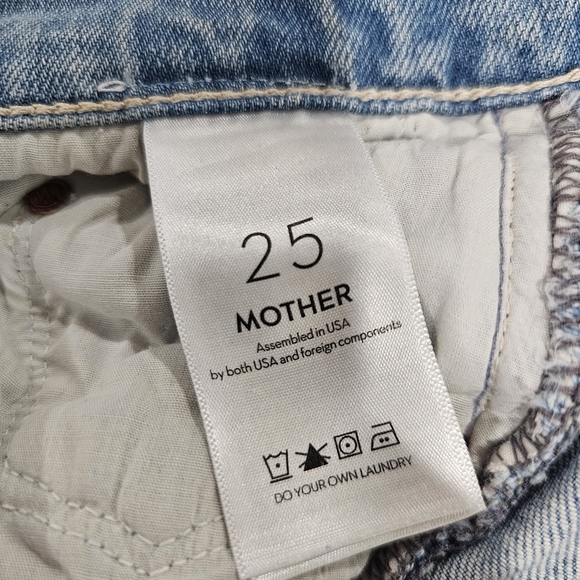 25
MOTHER
Assembled in USA
by both USA and foreign components
DO YOUR OWN LAUNDRY